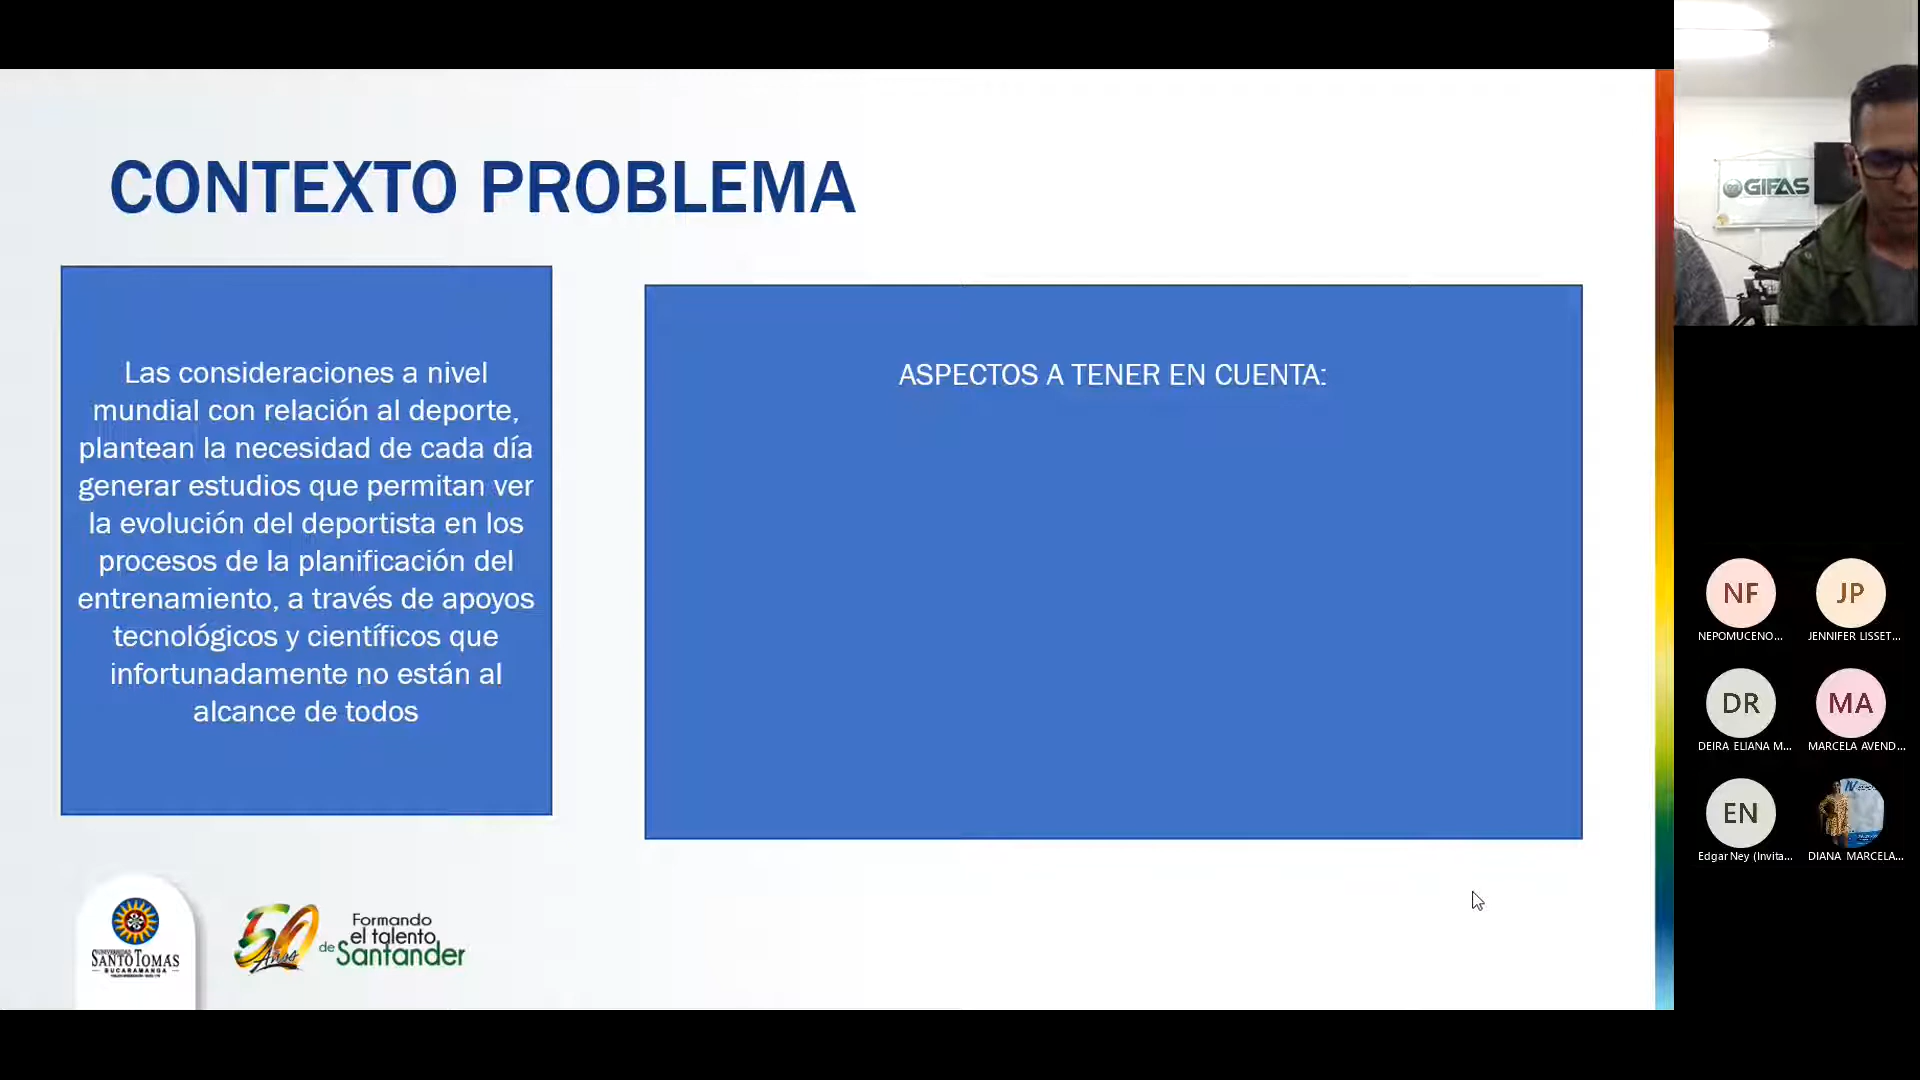 CONTEXTO PROBLEMA
Las consideraciones a nivel
mundial con relación al deporte,
plantean la necesidad de cada día
generar estudios que permitan ver
la evolución del deportista en los
procesos de la planificación del
entrenamiento, a través de apoyos
tecnológicos y científicos que
infortunadamente no están al
alcance de todos
ASPECTOS A TENER EN CUENTA:
UNIVERSIDAD
SANTO TOMAS
BUCARAMANGA
50
Años
Formando
el talento
de Santander
GIFAS
NF
NEPOMUCENO...
JP
JENNIFER LISSET...
DR
DEIRA ELIANA M...
MA
MARCELA AVEND...
EN
Edgar Ney (Invita...
IV
DIANA MARCELA...